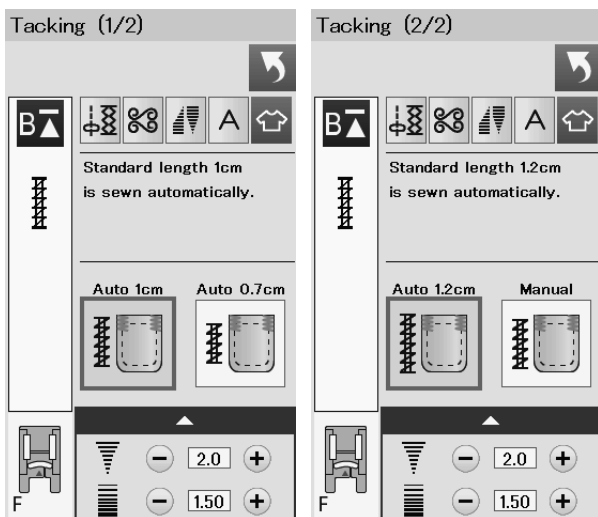 Tacking (1/2)
B
A
Standard length 1cm
is sewn automatically.
Auto 1cm Auto 0.7cm
2.0
1.50
F
Tacking (2/2)
B
A
Standard length 1.2cm
is sewn automatically.
Auto 1.2cm Manual
2.0
1.50
F